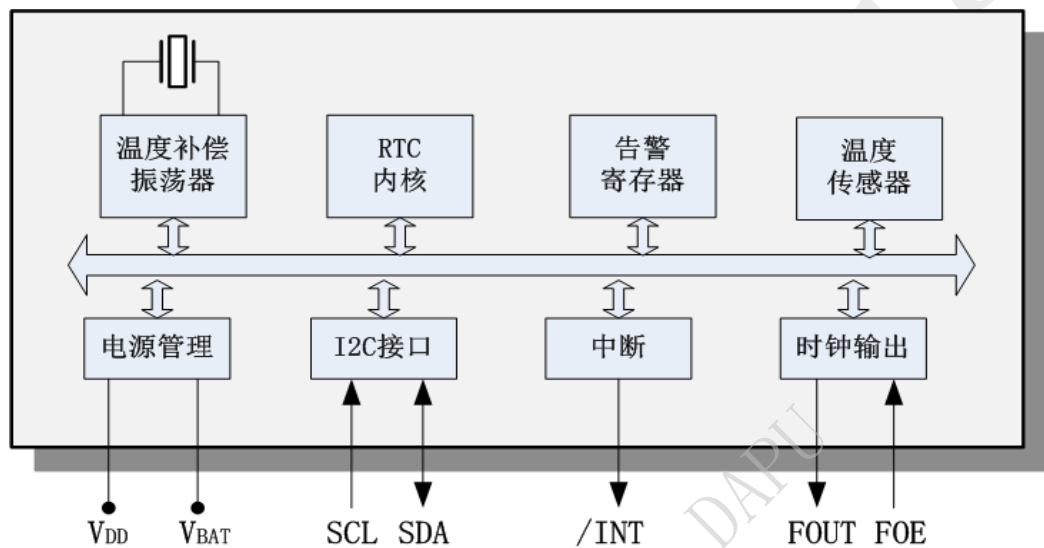 温度补偿
振荡器
RTC
内核
告警
寄存器
温度
传感器
电源管理
I2C接口
中断
时钟输出
VDD
VBAT
SCL
SDA
/INT
FOUT
FOE
DAPU